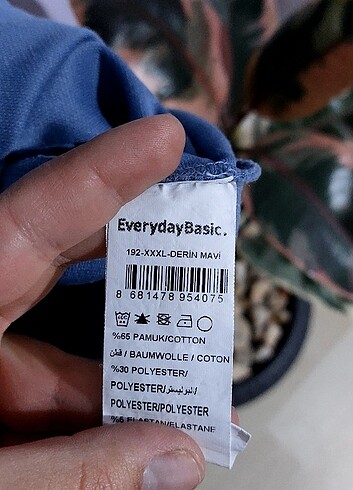 EverydayBasic.
192-XXXL-DERİN MAVİ
8 681478 954075
%65 PAMUK/COTTON
قطن / BAUMWOLLE / COTON
%30 POLYESTER/
POLYESTER/البوليستر/
POLYESTER/POLYESTER
%5 ELASTAN/ELASTANE